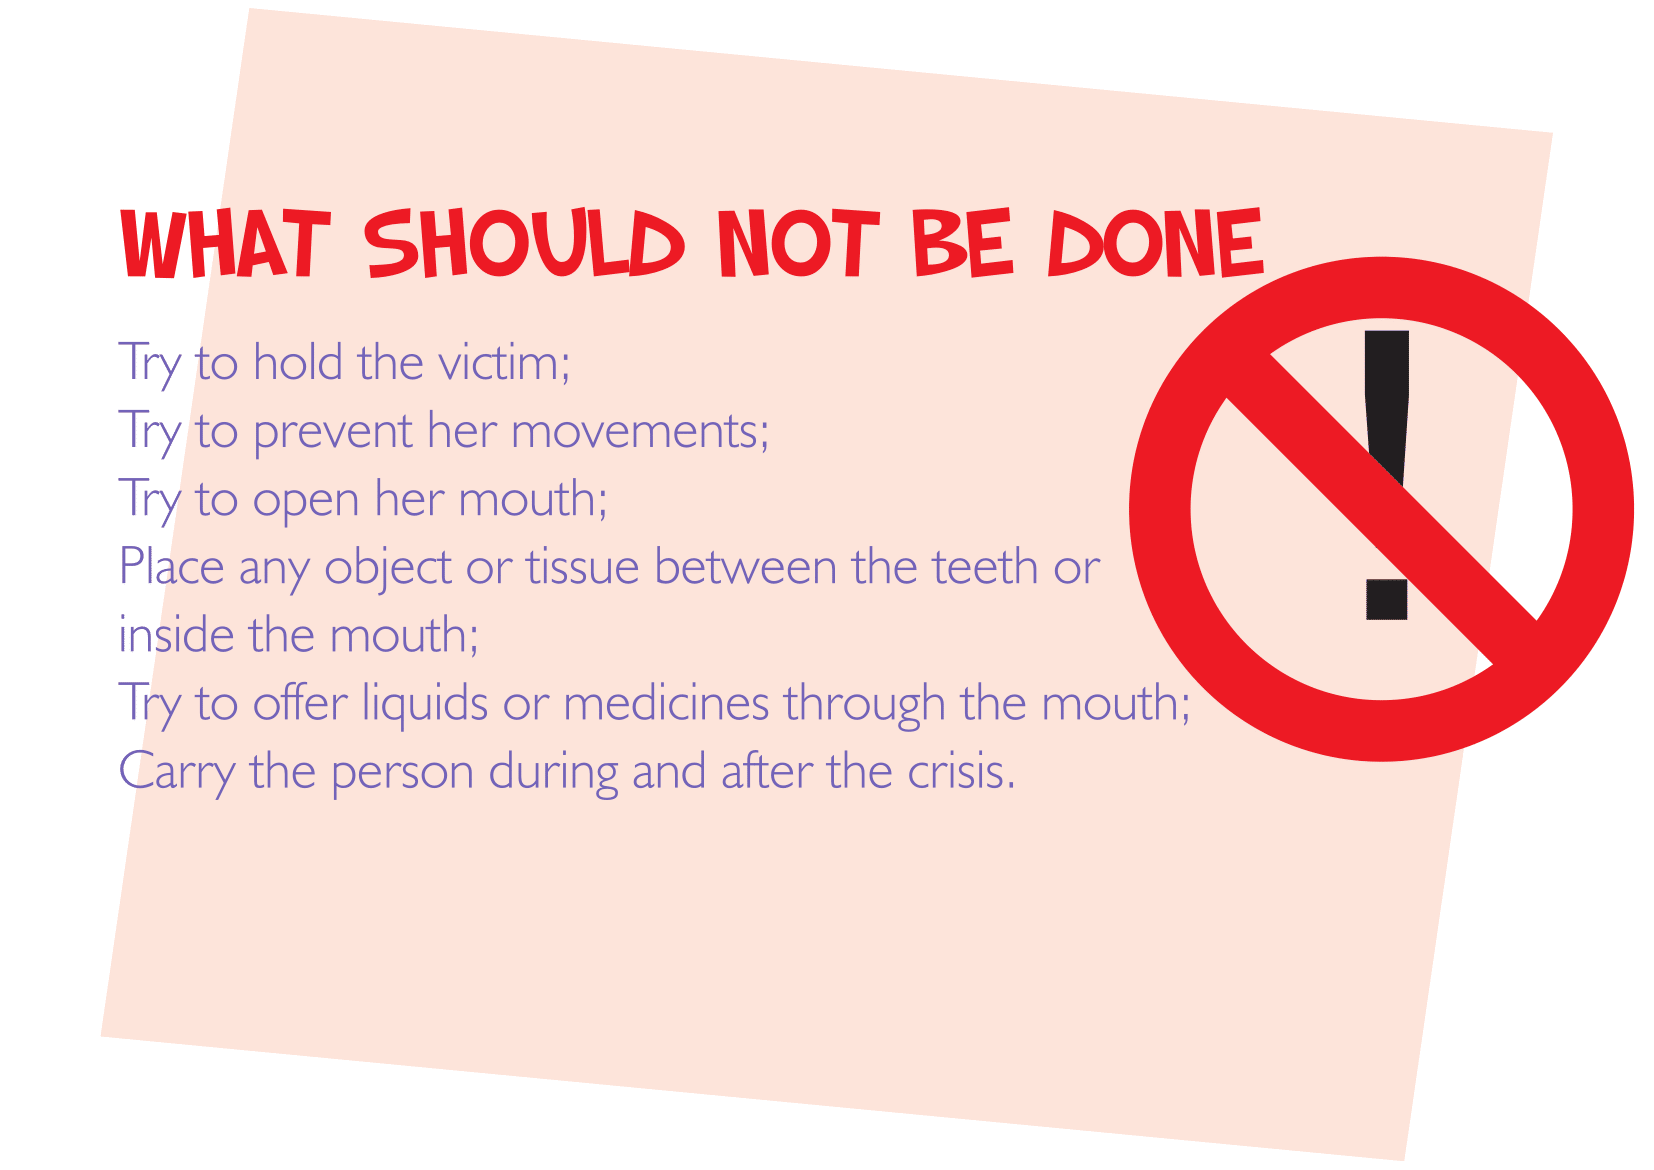 WHAT SHOULD NOT BE DONE
Try to hold the victim;
Try to prevent her movements;
Try to open her mouth;
Place any object or tissue between the teeth or
inside the mouth;
Try to offer liquids or medicines through the mouth;
Carry the person during and after the crisis.
!